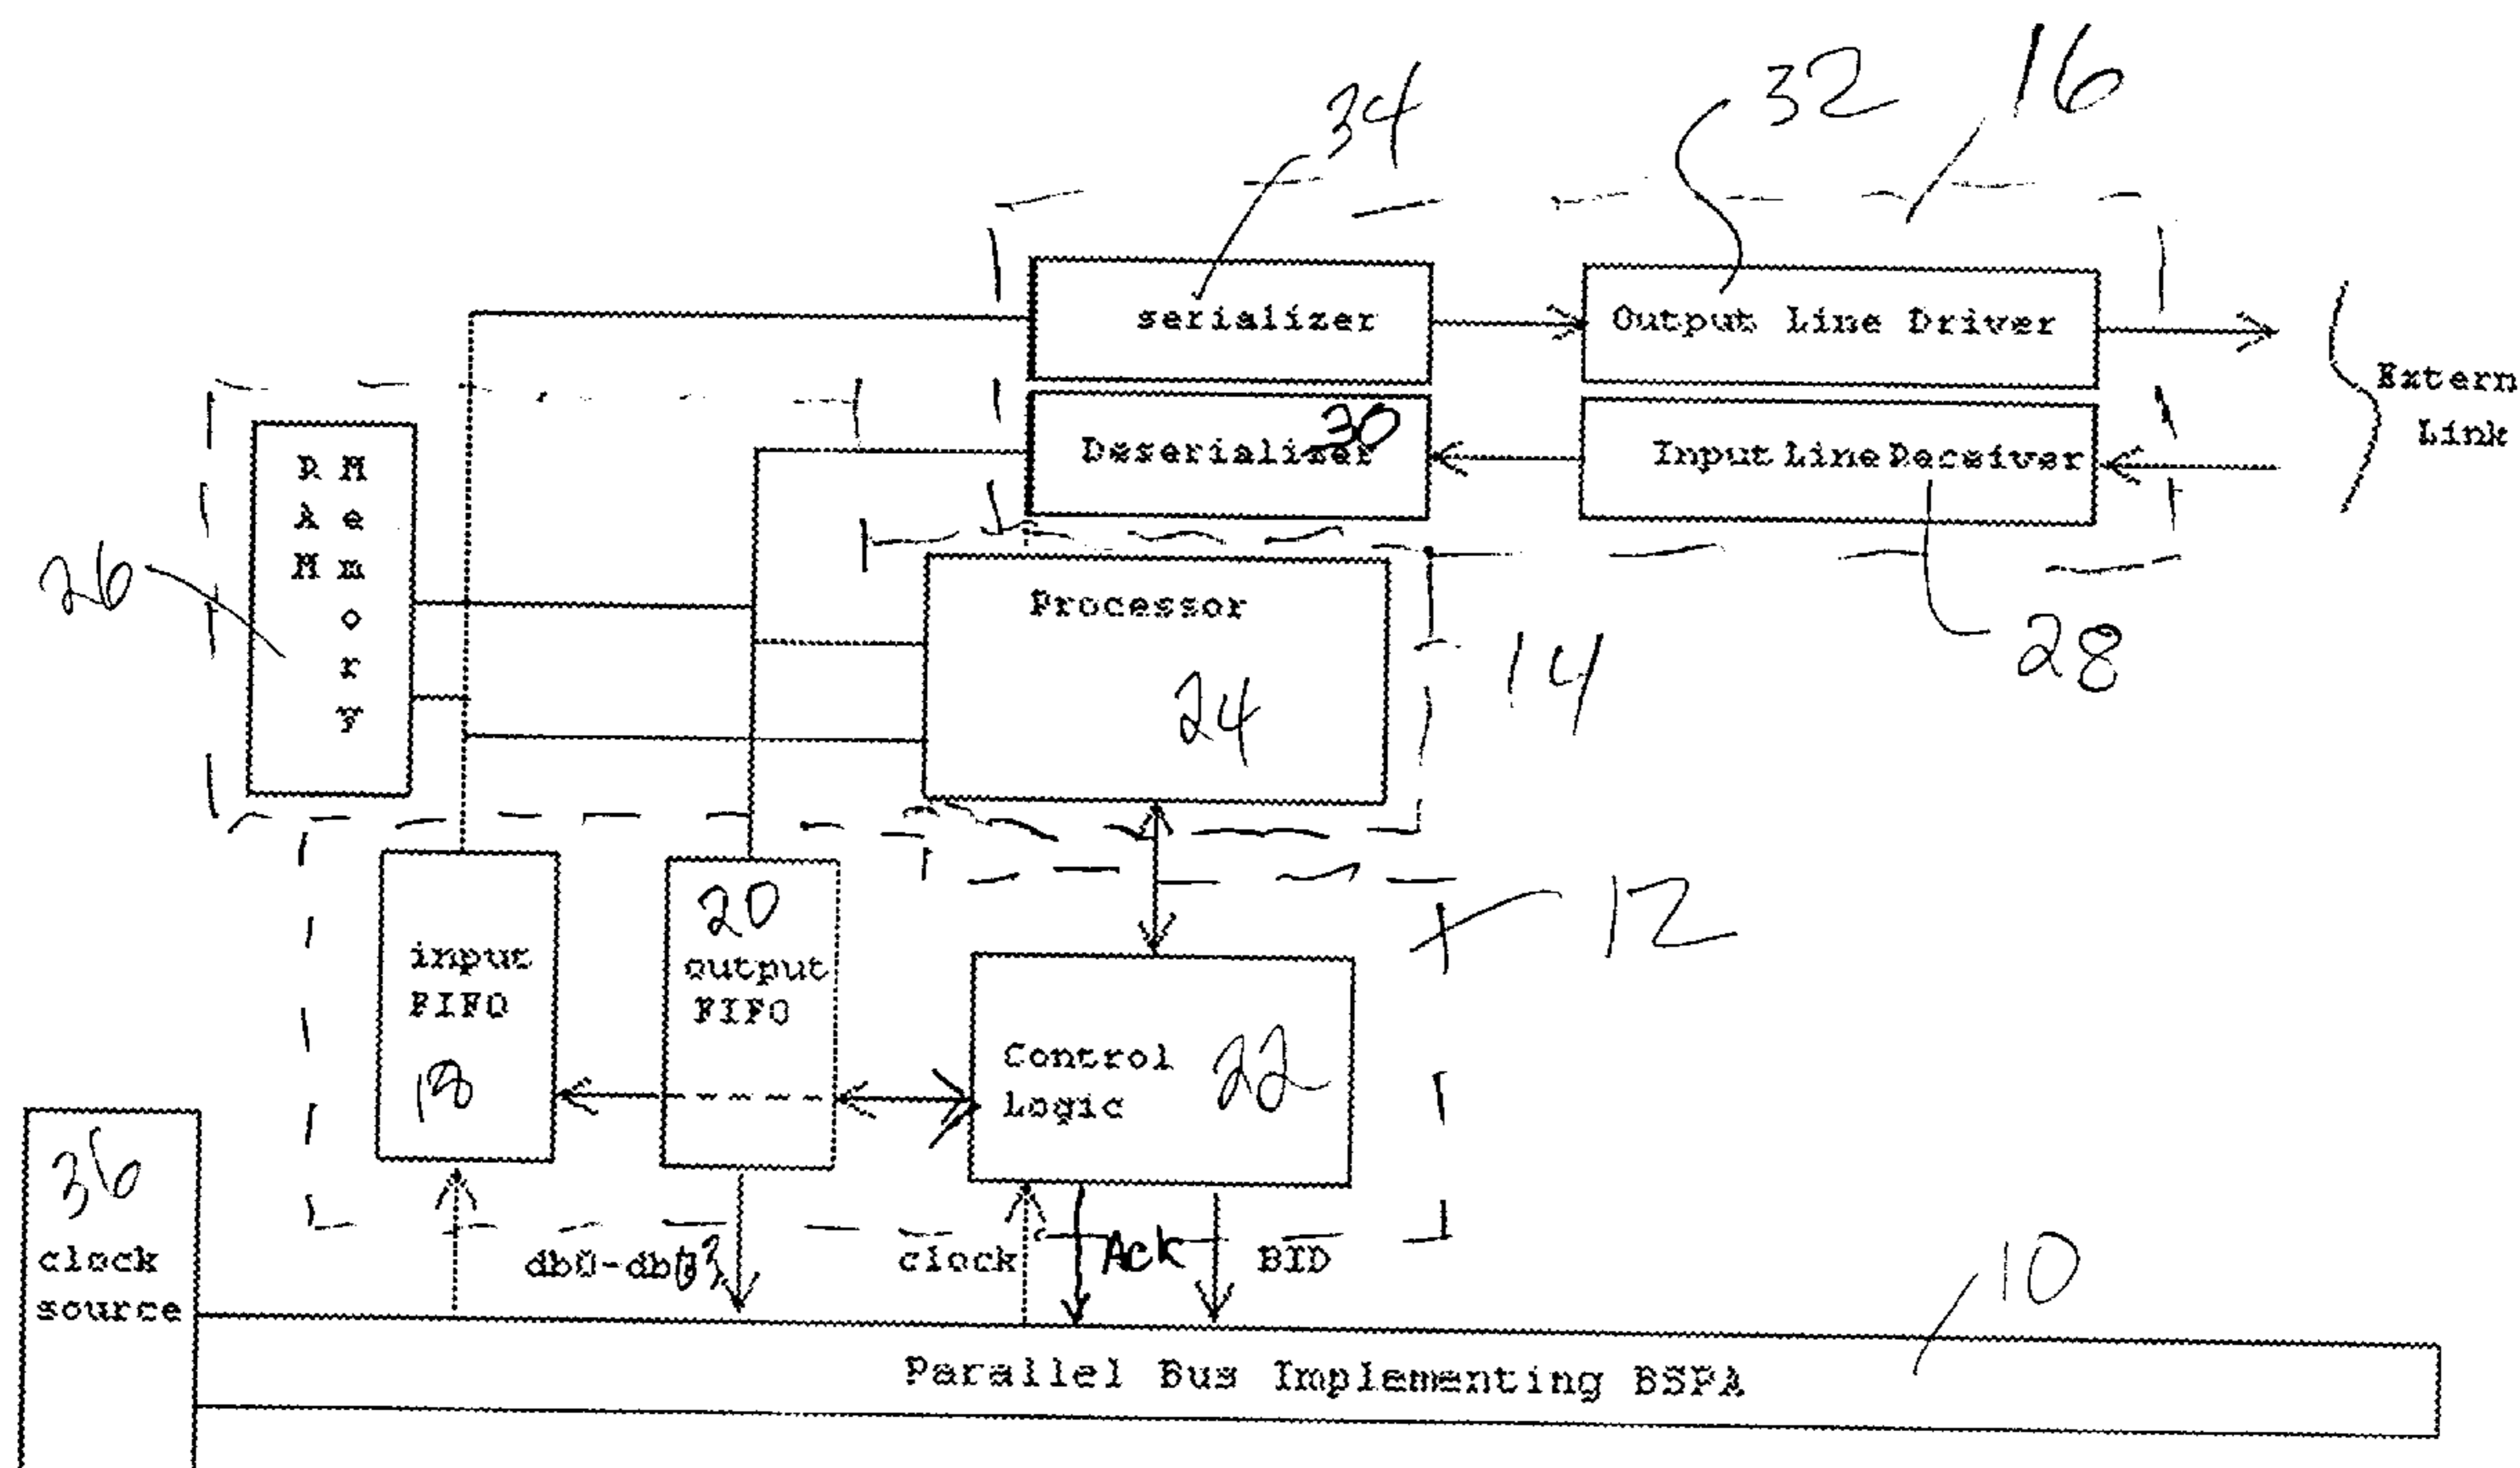 16
32
34
serializer
Output Line Driver
Extern
Link
30
Deserializer
Input Line Receiver
RAM
Memory
26
Processor
24
14
28
20
12
input
FIFO
18
output
FIFO
Control
Logic
22
36
clock
source
clock
Ack
BID
10
Parallel Bus Implementing BSPA